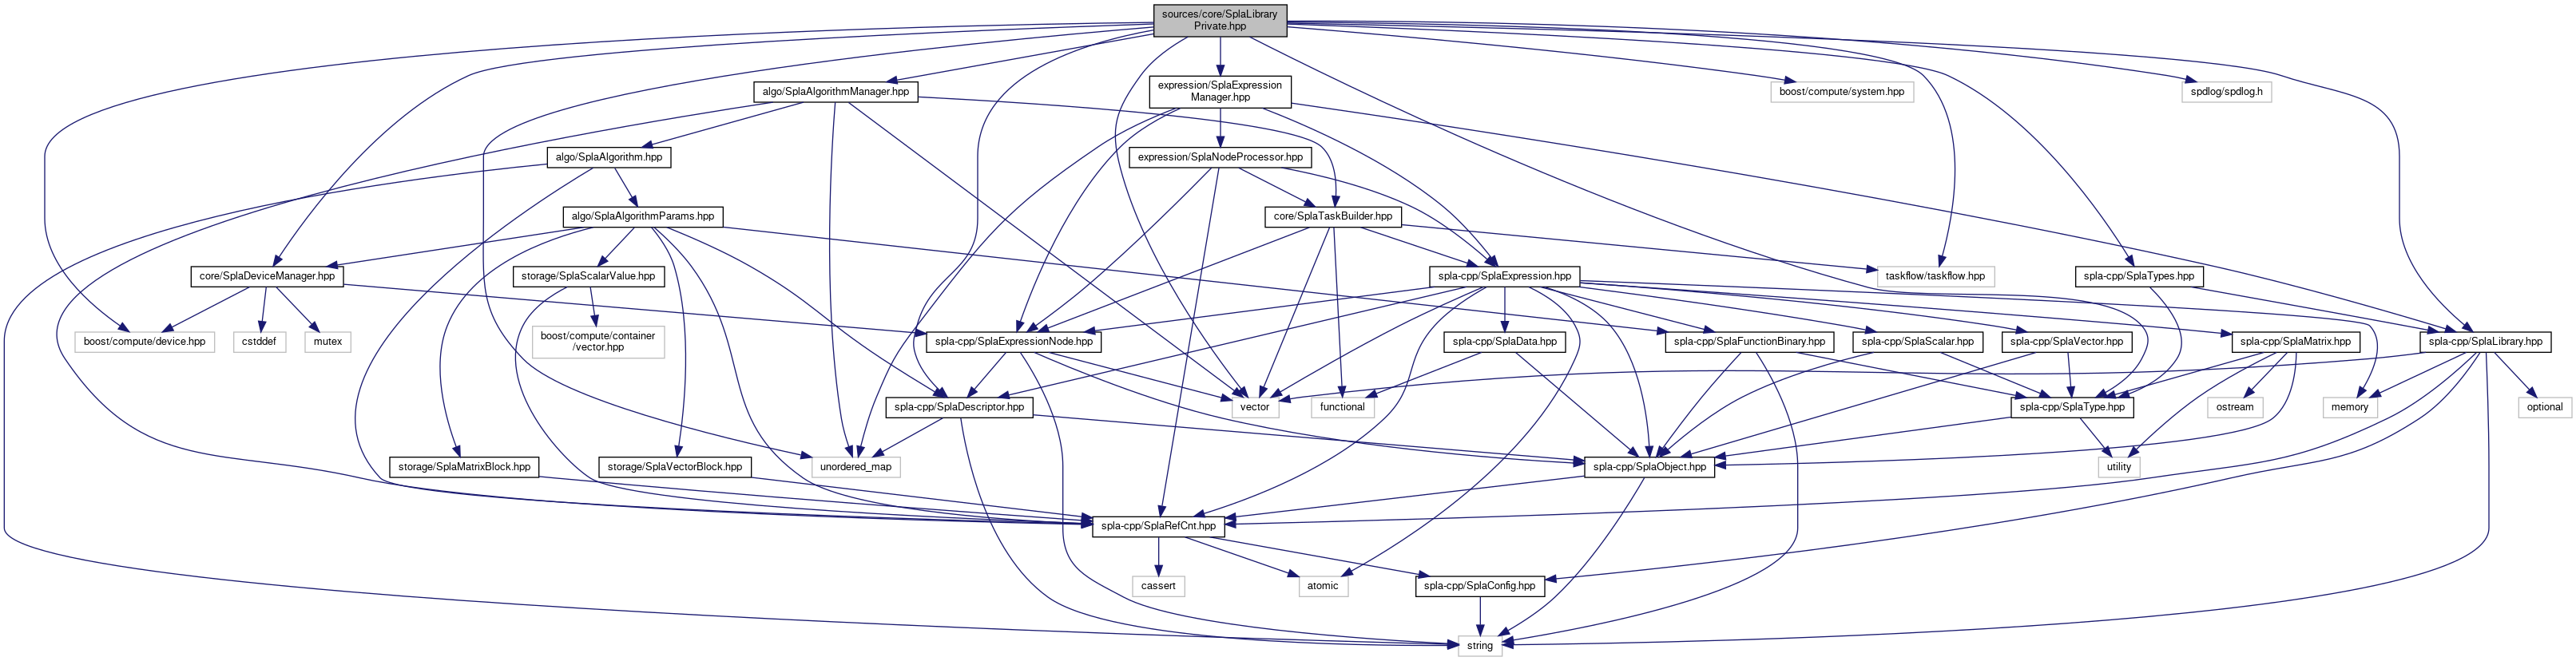 sources/core/SplaLibrary
Private.hpp
algo/SplaAlgorithmManager.hpp
expression/SplaExpression
Manager.hpp
boost/compute/system.hpp
spdlog/spdlog.h
algo/SplaAlgorithm.hpp
expression/SplaNodeProcessor.hpp
algo/SplaAlgorithmParams.hpp
core/SplaTaskBuilder.hpp
core/SplaDeviceManager.hpp
storage/SplaScalarValue.hpp
spla-cpp/SplaExpression.hpp
taskflow/taskflow.hpp
spla-cpp/SplaTypes.hpp
boost/compute/device.hpp
cstddef
mutex
boost/compute/container
/vector.hpp
spla-cpp/SplaExpressionNode.hpp
spla-cpp/SplaData.hpp
spla-cpp/SplaFunctionBinary.hpp
spla-cpp/SplaScalar.hpp
spla-cpp/SplaVector.hpp
spla-cpp/SplaMatrix.hpp
spla-cpp/SplaLibrary.hpp
spla-cpp/SplaDescriptor.hpp
vector
functional
spla-cpp/SplaType.hpp
ostream
memory
optional
storage/SplaMatrixBlock.hpp
storage/SplaVectorBlock.hpp
unordered_map
spla-cpp/SplaObject.hpp
utility
spla-cpp/SplaRefCnt.hpp
cassert
atomic
spla-cpp/SplaConfig.hpp
string